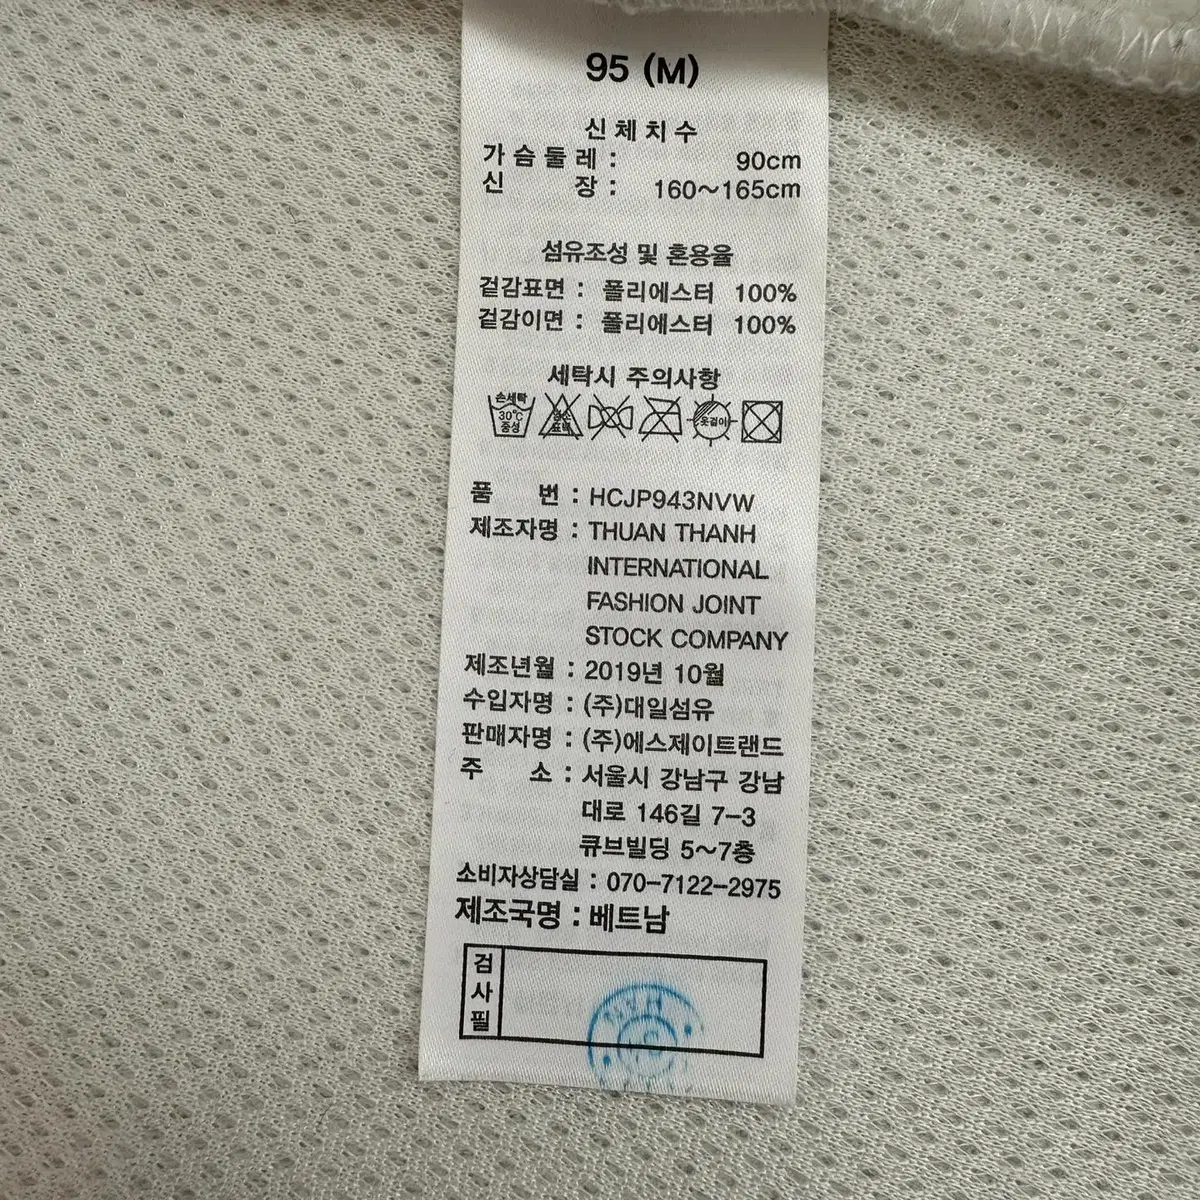 95 (M)
신체치수
가슴둘레 : 90cm
신 장 : 160~165cm
섬유조성 및 혼용율
겉감표면 : 폴리에스터 100%
겉감이면 : 폴리에스터 100%
세탁시 주의사항
손세탁
30℃
중성
염소
표백
옷걸이
품 번 : HCJP943NVW
제조자명 : THUAN THANH
INTERNATIONAL
FASHION JOINT
STOCK COMPANY
제조년월 : 2019년 10월
수입자명 : (주)대일섬유
판매자명 : (주)에스제이트랜드
주 소 : 서울시 강남구 강남
대로 146길 7-3
큐브빌딩 5~7층
소비자상담실 : 070-7122-2975
제조국명 : 베트남
검사필